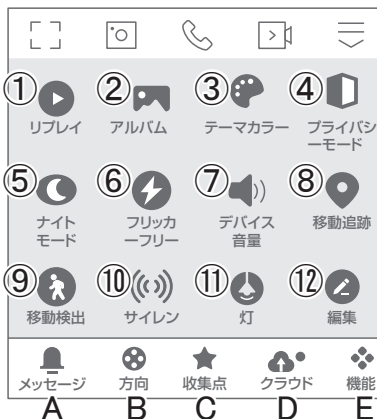 ① ② ③ ④
リプレイ アルバム テーマカラー プライバシ
ーモード
⑤ ⑥ ⑦ ⑧
ナイト フリッカ デバイス 移動追跡
モード ーフリー 音量
⑨ ⑩ ⑪ ⑫
移動検出 サイレン 灯 編集
メッセージ 方向 収集点 クラウド 機能
A B C D E